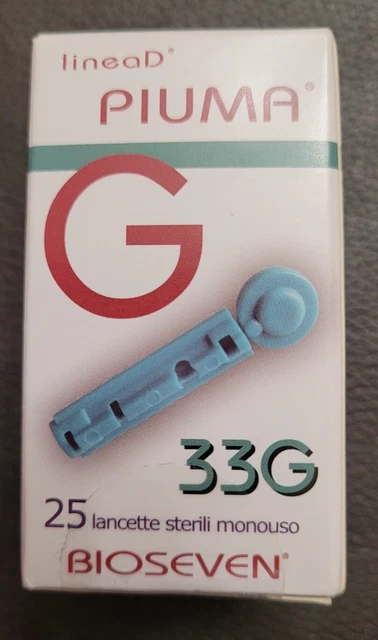 lineaD®
PIUMA®
G
33G
25 lancette sterili monouso
BIOSEVEN®